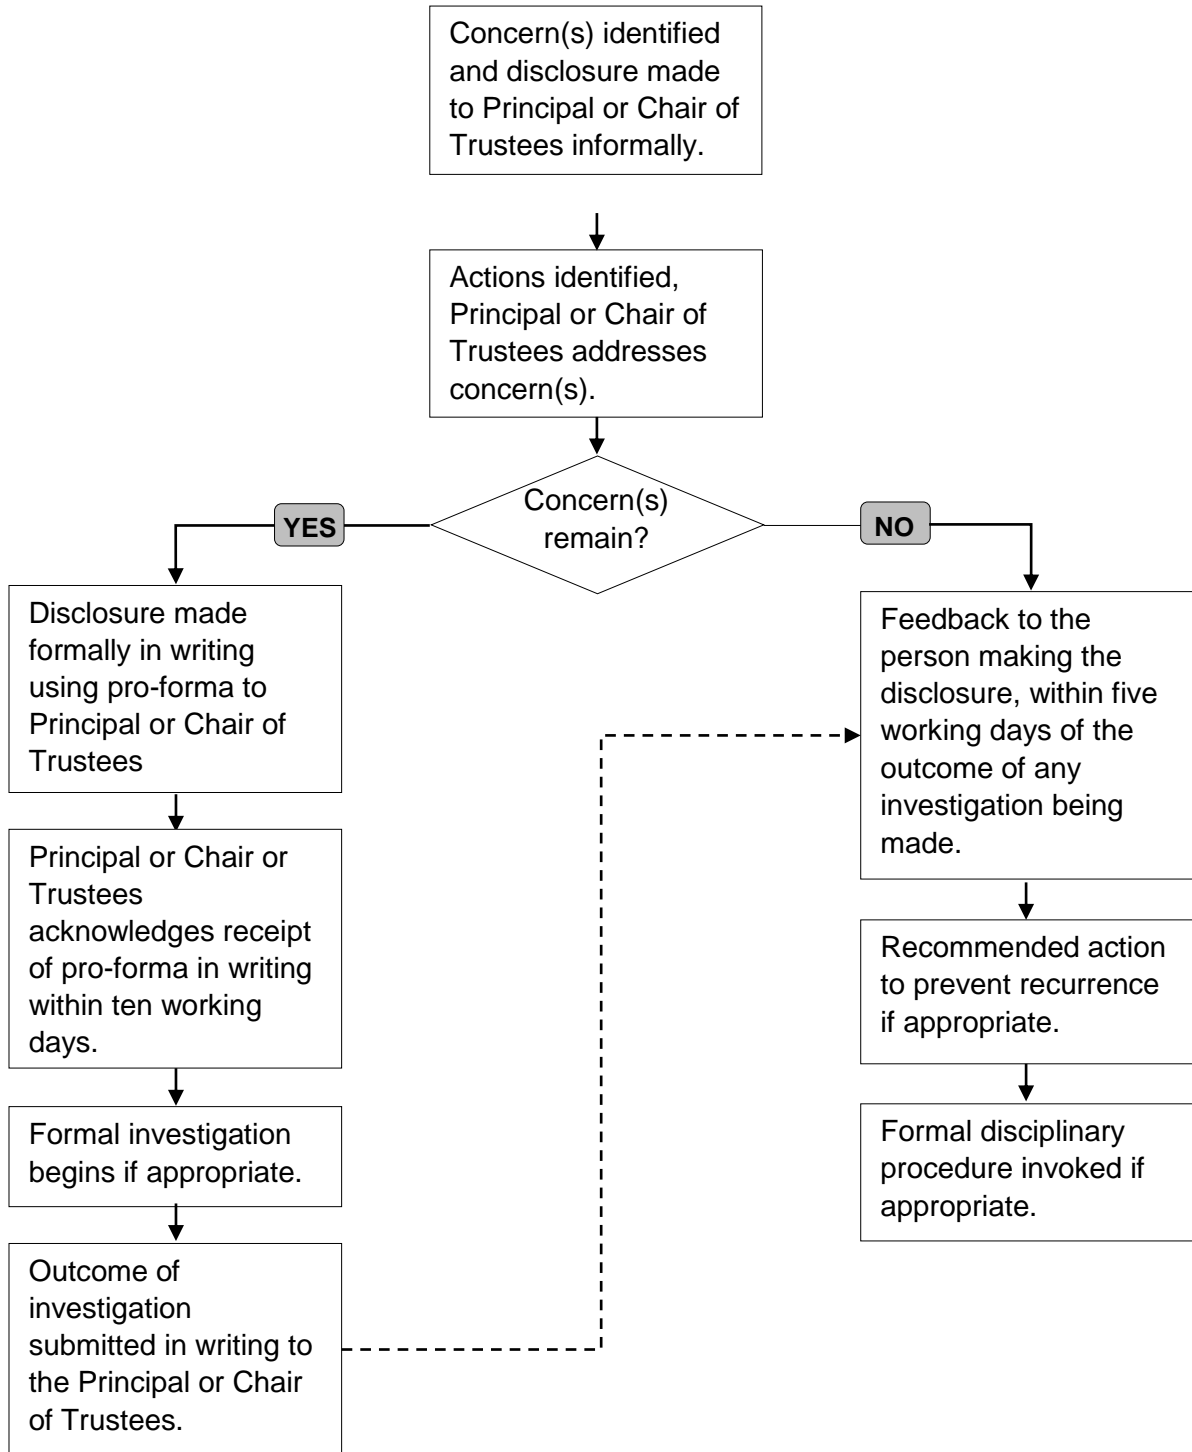 Concern(s) identified
and disclosure made
to Principal or Chair of
Trustees informally.
Actions identified,
Principal or Chair of
Trustees addresses
concern(s).
Concern(s)
remain?
YES
NO
Disclosure made
formally in writing
using pro-forma to
Principal or Chair of
Trustees
Principal or Chair or
Trustees
acknowledges receipt
of pro-forma in writing
within ten working
days.
Formal investigation
begins if appropriate.
Outcome of
investigation
submitted in writing to
the Principal or Chair
of Trustees.
Feedback to the
person making the
disclosure, within five
working days of the
outcome of any
investigation being
made.
Recommended action
to prevent recurrence
if appropriate.
Formal disciplinary
procedure invoked if
appropriate.